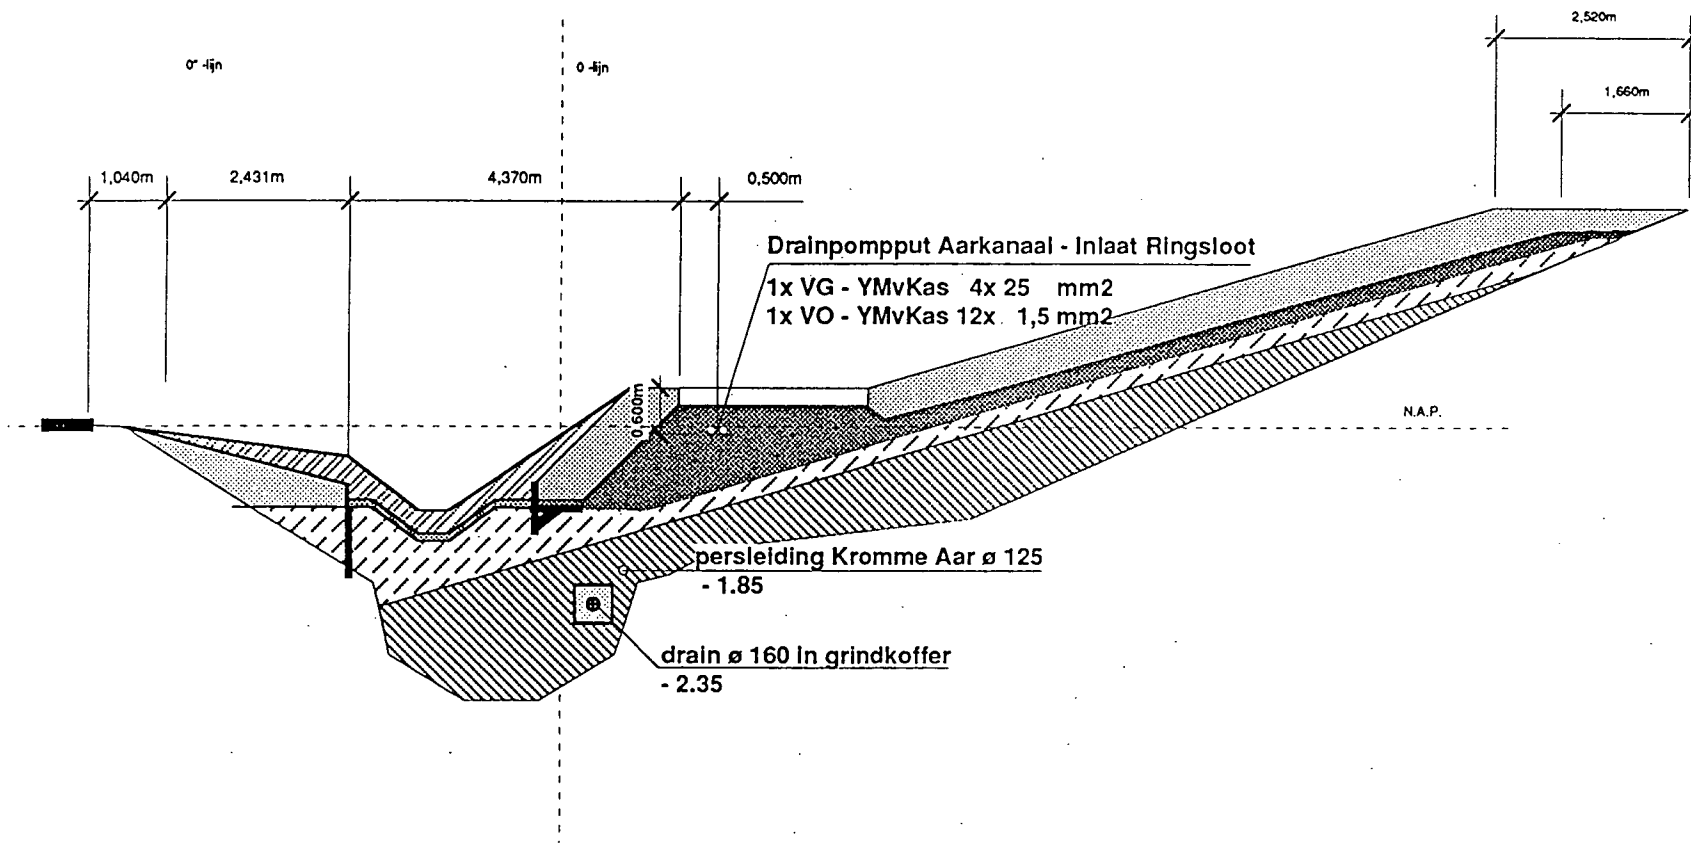 2,520m
0" -lijn
0 -lijn
1,660m
1,040m
2,431m
4,370m
0,500m
Drainpompput Aarkanaal - Inlaat Ringsloot
1x VG - YMvKas 4x 25 mm2
1x VO - YMvKas 12x 1,5 mm2
0,600m
N.A.P.
persleiding Kromme Aar ø 125
- 1.85
drain ø 160 in grindkoffer
- 2.35